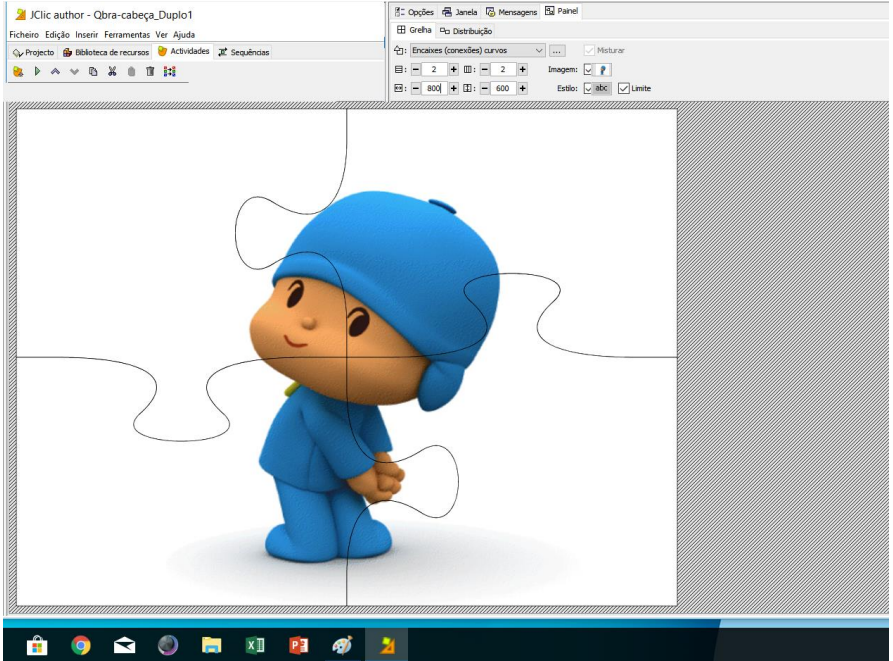 JClic author - Qbra-cabeça_Duplo1
Ficheiro Edição Inserir Ferramentas Ver Ajuda
Projecto Biblioteca de recursos Actividades Sequências
Opções Janela Mensagens Painel
Grelha Distribuição
: Encaixes (conexões) curvos ... Misturar
: - 2 + : - 2 + Imagem:
: - 800 + : - 600 + Estilo: abc Limite